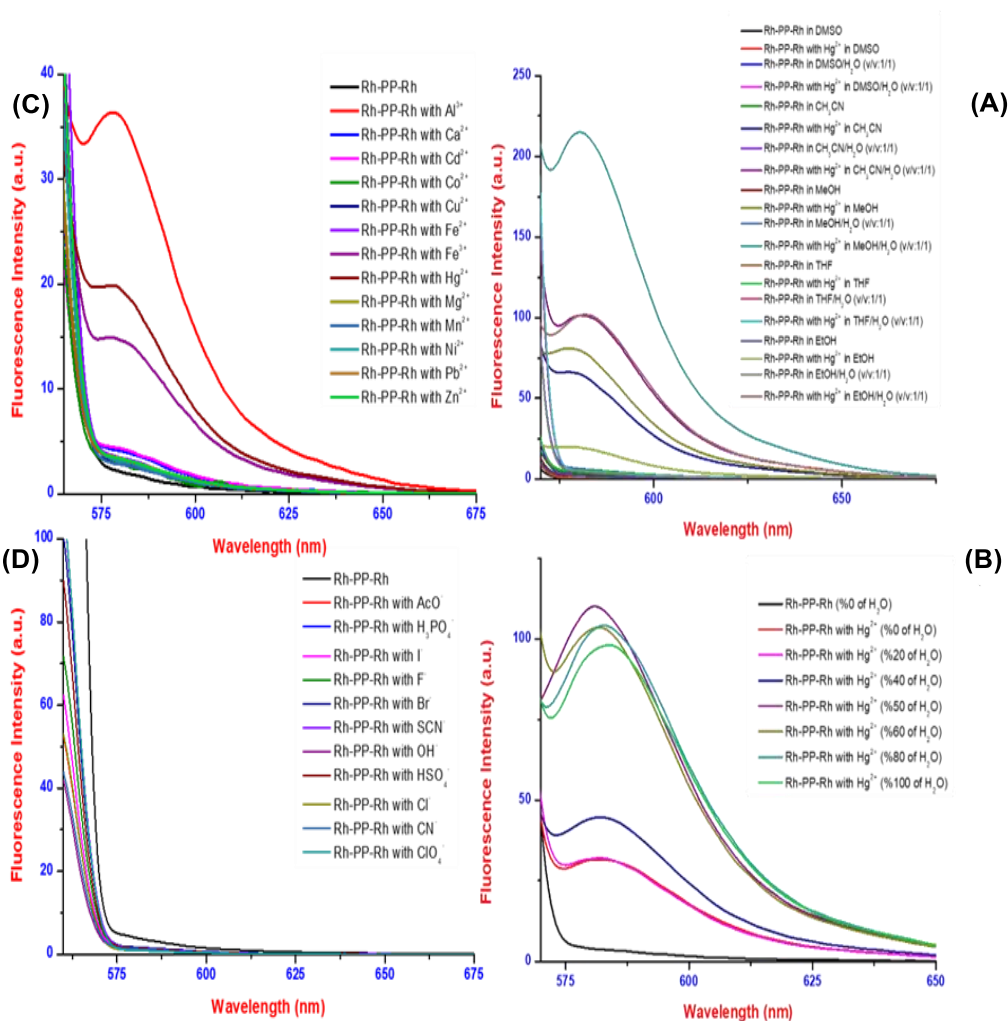 (C)
Fluorescence Intensity (a.u.)
40
30
20
10
0
575
600
625
650
675
Wavelength (nm)
Rh-PP-Rh
Rh-PP-Rh with Al³⁺
Rh-PP-Rh with Ca²⁺
Rh-PP-Rh with Cd²⁺
Rh-PP-Rh with Co²⁺
Rh-PP-Rh with Cu²⁺
Rh-PP-Rh with Fe²⁺
Rh-PP-Rh with Fe³⁺
Rh-PP-Rh with Hg²⁺
Rh-PP-Rh with Mg²⁺
Rh-PP-Rh with Mn²⁺
Rh-PP-Rh with Ni²⁺
Rh-PP-Rh with Pb²⁺
Rh-PP-Rh with Zn²⁺
(A)
Fluorescence Intensity (a.u.)
250
200
150
100
50
0
600
650
Wavelength (nm)
Rh-PP-Rh in DMSO
Rh-PP-Rh with Hg²⁺ in DMSO
Rh-PP-Rh in DMSO/H₂O (v/v:1/1)
Rh-PP-Rh with Hg²⁺ in DMSO/H₂O (v/v:1/1)
Rh-PP-Rh in CH₃CN
Rh-PP-Rh with Hg²⁺ in CH₃CN
Rh-PP-Rh in CH₃CN/H₂O (v/v:1/1)
Rh-PP-Rh with Hg²⁺ in CH₃CN/H₂O (v/v:1/1)
Rh-PP-Rh in MeOH
Rh-PP-Rh with Hg²⁺ in MeOH
Rh-PP-Rh in MeOH/H₂O (v/v:1/1)
Rh-PP-Rh with Hg²⁺ in MeOH/H₂O (v/v:1/1)
Rh-PP-Rh in THF
Rh-PP-Rh with Hg²⁺ in THF
Rh-PP-Rh in THF/H₂O (v/v:1/1)
Rh-PP-Rh with Hg²⁺ in THF/H₂O (v/v:1/1)
Rh-PP-Rh in EtOH
Rh-PP-Rh with Hg²⁺ in EtOH
Rh-PP-Rh in EtOH/H₂O (v/v:1/1)
Rh-PP-Rh with Hg²⁺ in EtOH/H₂O (v/v:1/1)
(D)
Fluorescence Intensity (a.u.)
100
80
60
40
20
0
575
600
625
650
675
Wavelength (nm)
Rh-PP-Rh
Rh-PP-Rh with AcO⁻
Rh-PP-Rh with H₃PO₄⁻
Rh-PP-Rh with I⁻
Rh-PP-Rh with F⁻
Rh-PP-Rh with Br⁻
Rh-PP-Rh with SCN⁻
Rh-PP-Rh with OH⁻
Rh-PP-Rh with HSO₄⁻
Rh-PP-Rh with Cl⁻
Rh-PP-Rh with CN⁻
Rh-PP-Rh with ClO₄⁻
(B)
Fluorescence Intensity (a.u.)
100
50
0
575
600
625
650
Wavelength (nm)
Rh-PP-Rh (%0 of H₂O)
Rh-PP-Rh with Hg²⁺ (%0 of H₂O)
Rh-PP-Rh with Hg²⁺ (%20 of H₂O)
Rh-PP-Rh with Hg²⁺ (%40 of H₂O)
Rh-PP-Rh with Hg²⁺ (%50 of H₂O)
Rh-PP-Rh with Hg²⁺ (%60 of H₂O)
Rh-PP-Rh with Hg²⁺ (%80 of H₂O)
Rh-PP-Rh with Hg²⁺ (%100 of H₂O)